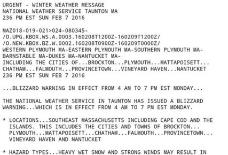 URGENT - WINTER WEATHER MESSAGE
NATIONAL WEATHER SERVICE TAUNTON MA
236 PM EST SUN FEB 7 2016
MAZ018-019-021>024-080345-
/O.UPG.KBOX.WS.A.0003.160208T1200Z-160209T1200Z/
/O.NEW.KBOX.BZ.W.0002.160208T0900Z-160209T0000Z/
WESTERN PLYMOUTH MA-EASTERN PLYMOUTH MA-SOUTHERN PLYMOUTH MA-
BARNSTABLE MA-DUKES MA-NANTUCKET MA-
INCLUDING THE CITIES OF...BROCKTON...PLYMOUTH...MATTAPOISETT...
CHATHAM...FALMOUTH...PROVINCETOWN...VINEYARD HAVEN...NANTUCKET
236 PM EST SUN FEB 7 2016
...BLIZZARD WARNING IN EFFECT FROM 4 AM TO 7 PM EST MONDAY...
THE NATIONAL WEATHER SERVICE IN TAUNTON HAS ISSUED A BLIZZARD
WARNING...WHICH IS IN EFFECT FROM 4 AM TO 7 PM EST MONDAY.
* LOCATIONS...SOUTHEAST MASSACHUSETTS INCLUDING CAPE COD AND THE
ISLANDS. THIS INCLUDES THE CITIES AND TOWNS OF BROCKTON...
PLYMOUTH...MATTAPOISETT...CHATHAM...FALMOUTH...PROVINCETOWN...
VINEYARD HAVEN AND NANTUCKET
* HAZARD TYPES...HEAVY WET SNOW AND STRONG WINDS MAY RESULT IN